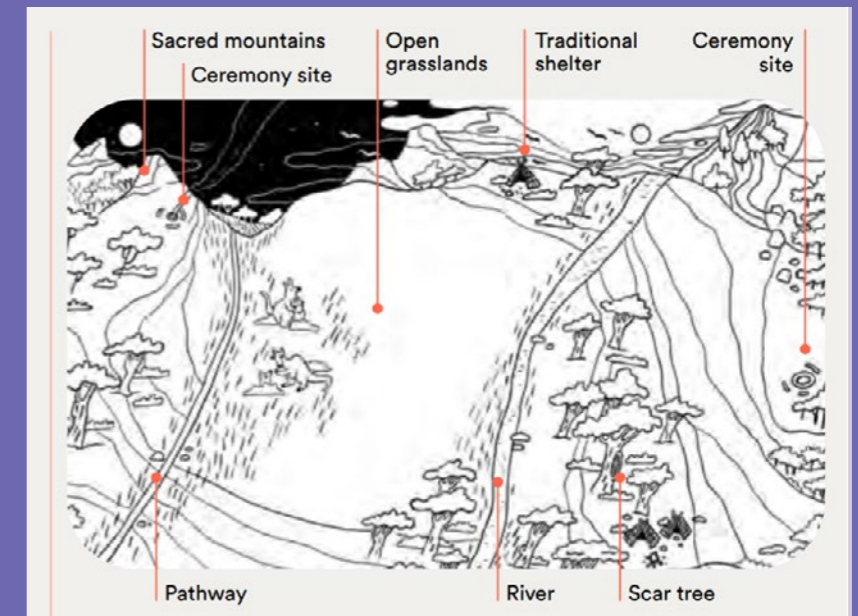 Sacred mountains
Ceremony site
Open
grasslands
Traditional
shelter
Ceremony
site
Pathway
River
Scar tree